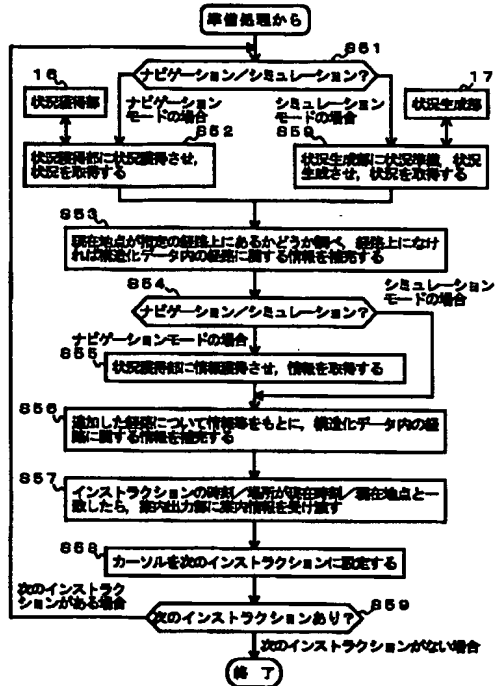 準備処理から
S51
ナビゲーション／シミュレーション？
16
状況獲得部
ナビゲーション
モードの場合
シミュレーション
モードの場合
17
状況生成部
S52
状況獲得部に状況獲得させ，
状況を取得する
S59
状況生成部に状況準備，状況
生成させ，状況を取得する
S53
現在地点が指定の経路上にあるかどうか調べ，経路上になけ
れば構造化データ内の経路に関する情報を補充する
S54
ナビゲーション／シミュレーション？
シミュレーション
モードの場合
ナビゲーションモードの場合
S55
状況獲得部に情報獲得させ，情報を取得する
S56
追加した経路について情報等をもとに，構造化データ内の経
路に関する情報を補充する
S57
インストラクションの時刻／場所が現在時刻／現在地点と一
致したら，案内出力部に案内情報を受け渡す
S58
カーソルを次のインストラクションに設定する
次のインストラク
ションがある場合
S59
次のインストラクションあり？
次のインストラクションがない場合
終了